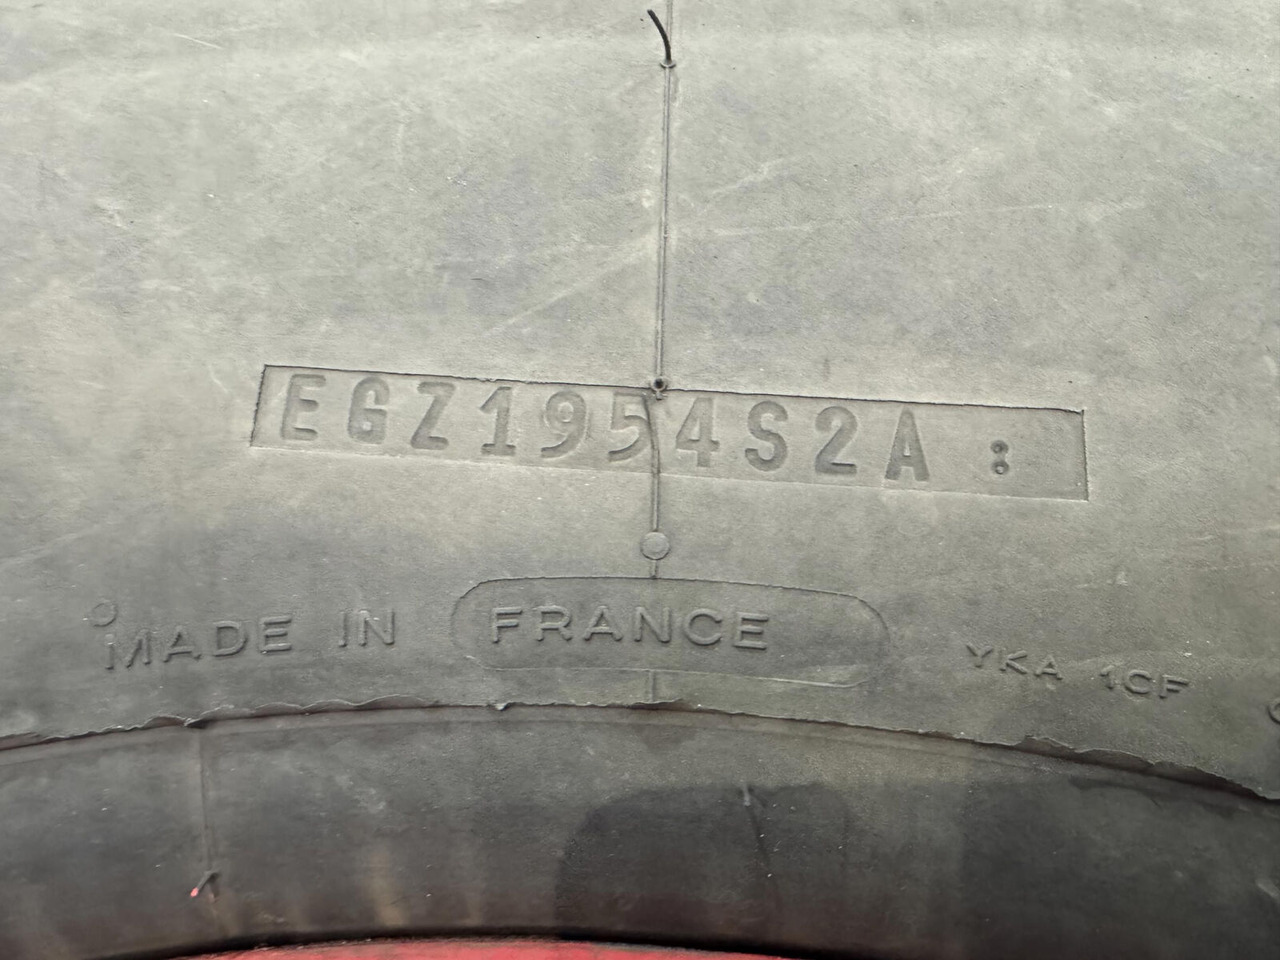 EGZ1954S2A :
MADE IN FRANCE YKA 1CF